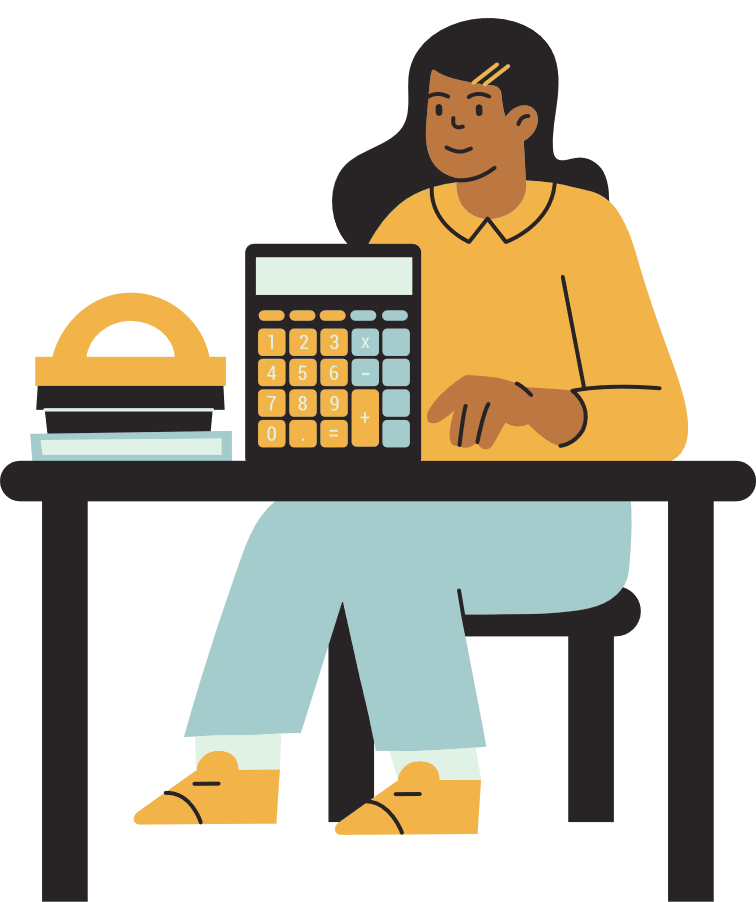 1 2 3 x
4 5 6 –
7 8 9 +
0 . =